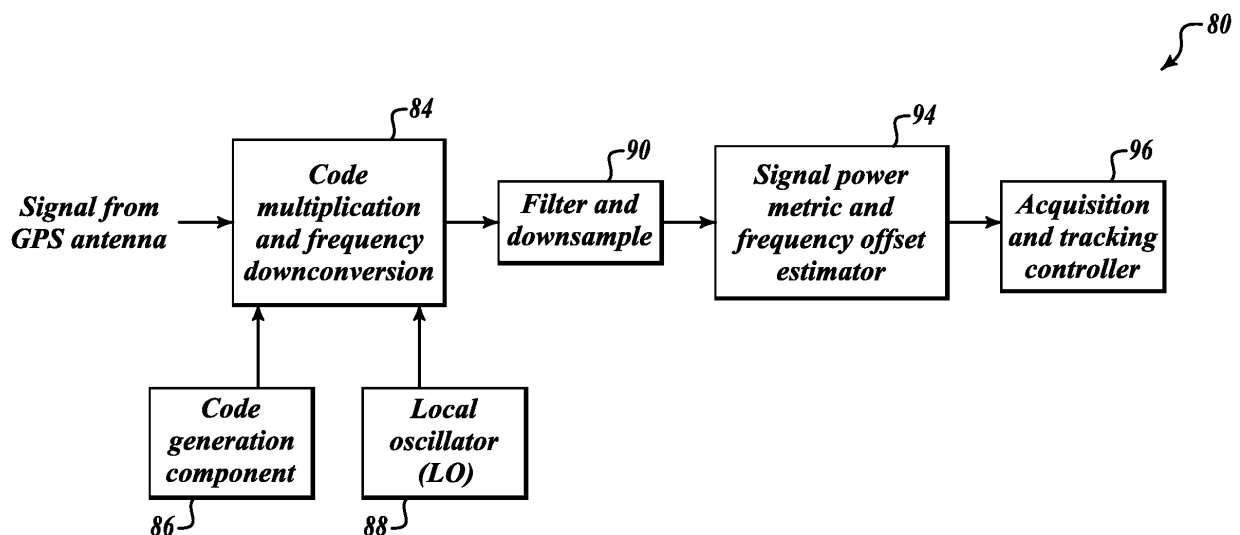 80
84
Code
multiplication
and frequency
downconversion
90
Filter and
downsample
94
Signal power
metric and
frequency offset
estimator
96
Acquisition
and tracking
controller
Signal from
GPS antenna
Code
generation
component
86
Local
oscillator
(LO)
88